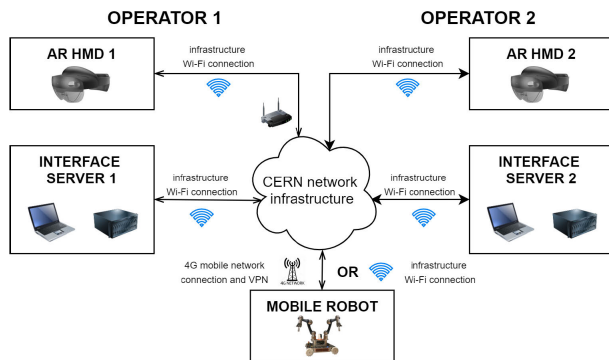 OPERATOR 1
OPERATOR 2
AR HMD 1
infrastructure
Wi-Fi connection
infrastructure
Wi-Fi connection
AR HMD 2
INTERFACE
SERVER 1
infrastructure
Wi-Fi connection
CERN network
infrastructure
infrastructure
Wi-Fi connection
INTERFACE
SERVER 2
4G mobile network
connection and VPN
4G NETWORK
OR
infrastructure
Wi-Fi connection
MOBILE ROBOT